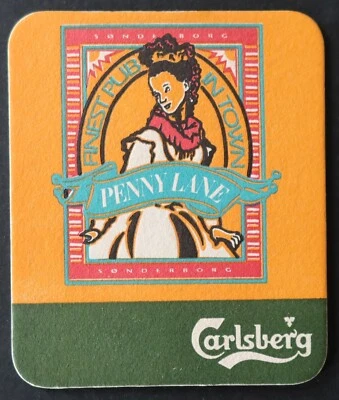 SØNDERBORG
FINEST PUB IN TOWN
PENNY LANE
SØNDERBORG
Carlsberg